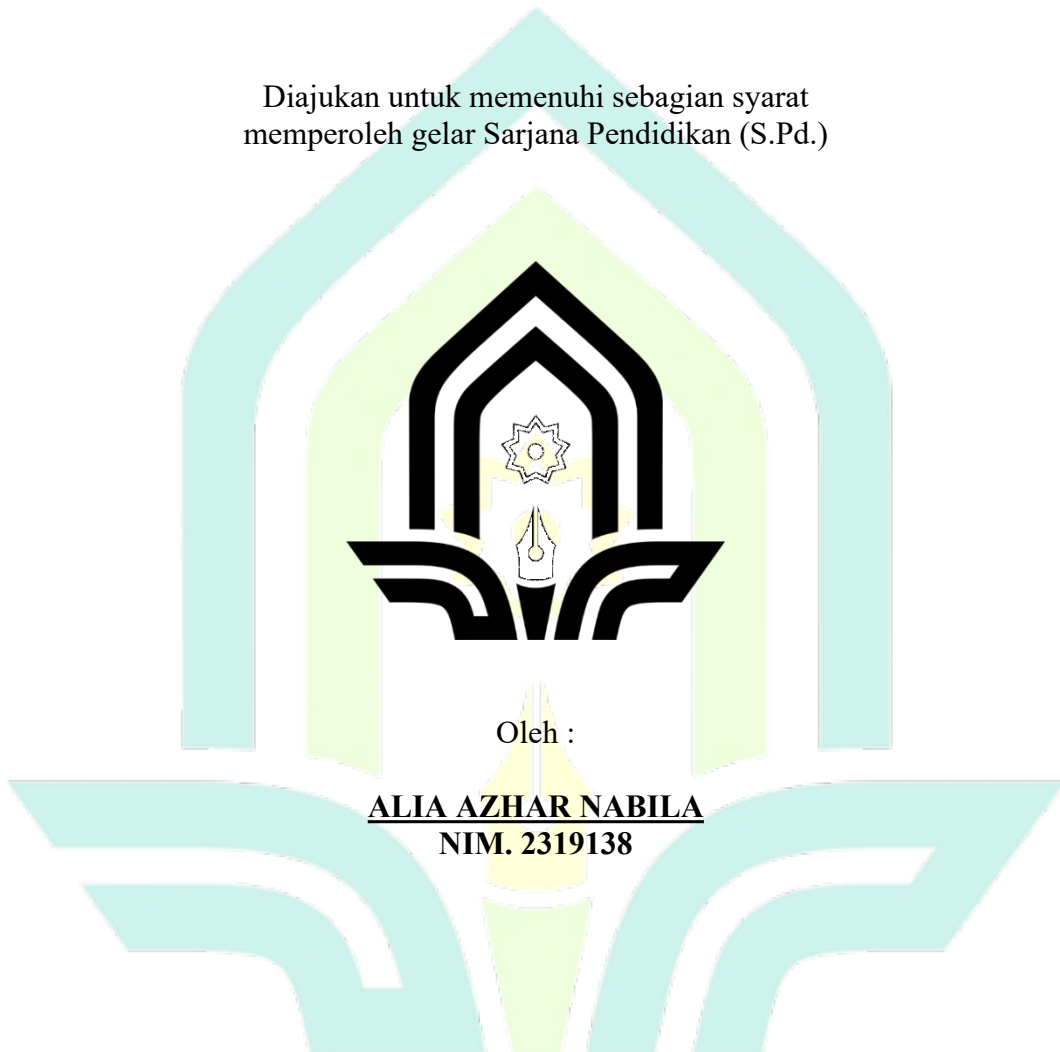 Diajukan untuk memenuhi sebagian syarat
memperoleh gelar Sarjana Pendidikan (S.Pd.)
Oleh :
ALIA AZHAR NABILA
NIM. 2319138